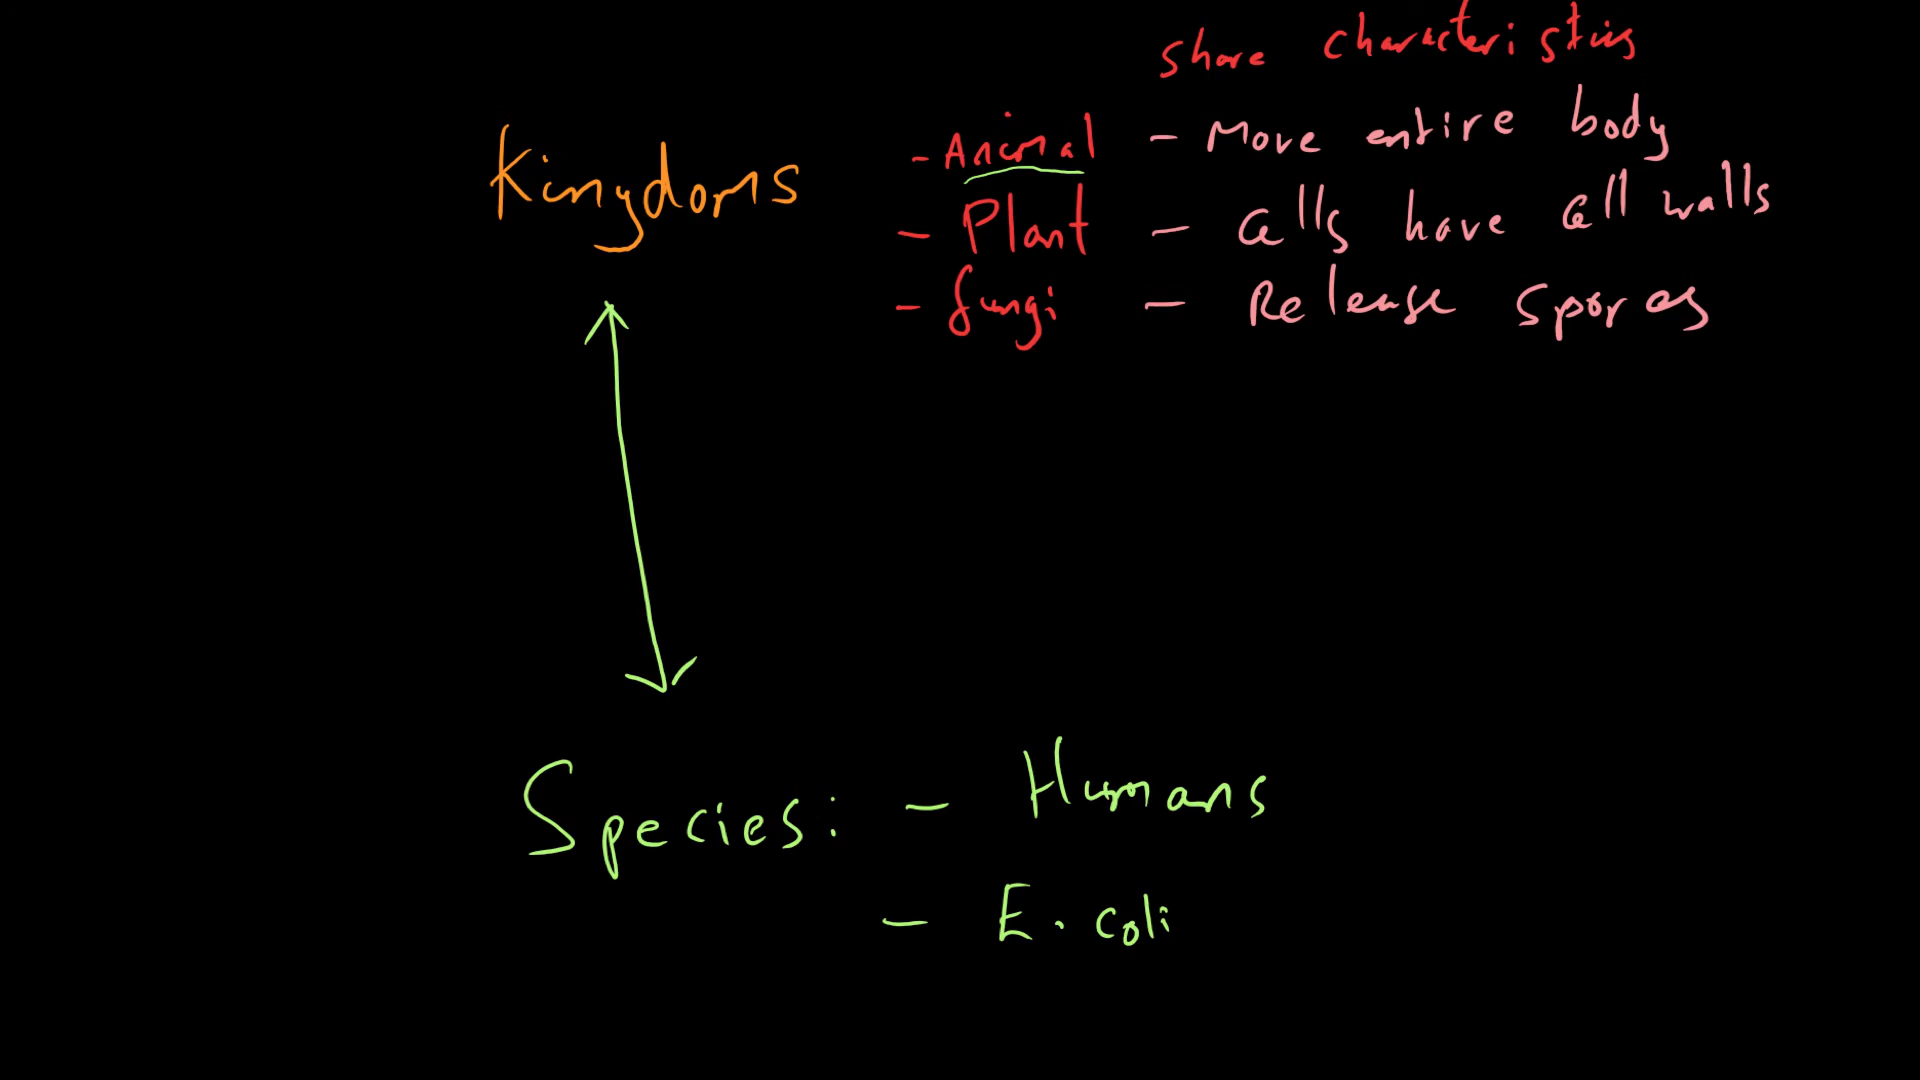 share characteristics
Kingdoms - Animal - Move entire body
- Plant - Cells have cell walls
- fungi - Release spores
Species: - Humans
- E. coli